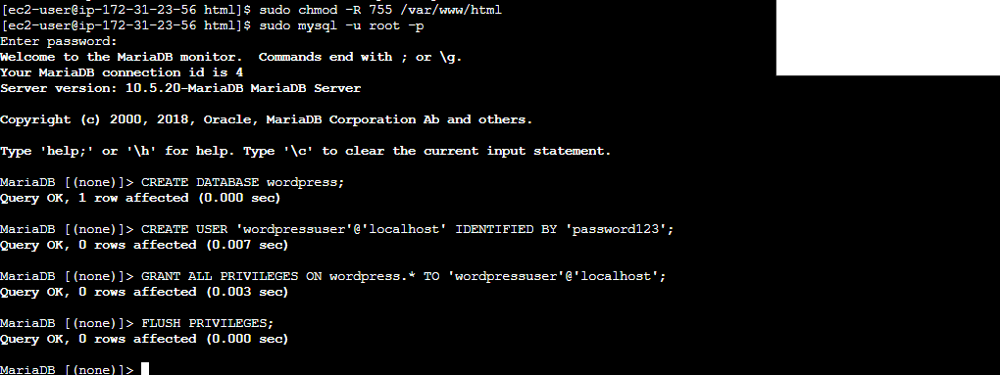 [ec2-user@ip-172-31-23-56 html]$ sudo chmod -R 755 /var/www/html
[ec2-user@ip-172-31-23-56 html]$ sudo mysql -u root -p
Enter password:
Welcome to the MariaDB monitor.  Commands end with ; or \g.
Your MariaDB connection id is 4
Server version: 10.5.20-MariaDB MariaDB Server
Copyright (c) 2000, 2018, Oracle, MariaDB Corporation Ab and others.
Type 'help;' or '\h' for help. Type '\c' to clear the current input statement.
MariaDB [(none)]> CREATE DATABASE wordpress;
Query OK, 1 row affected (0.000 sec)
MariaDB [(none)]> CREATE USER 'wordpressuser'@'localhost' IDENTIFIED BY 'password123';
Query OK, 0 rows affected (0.007 sec)
MariaDB [(none)]> GRANT ALL PRIVILEGES ON wordpress.* TO 'wordpressuser'@'localhost';
Query OK, 0 rows affected (0.003 sec)
MariaDB [(none)]> FLUSH PRIVILEGES;
Query OK, 0 rows affected (0.000 sec)
MariaDB [(none)]>